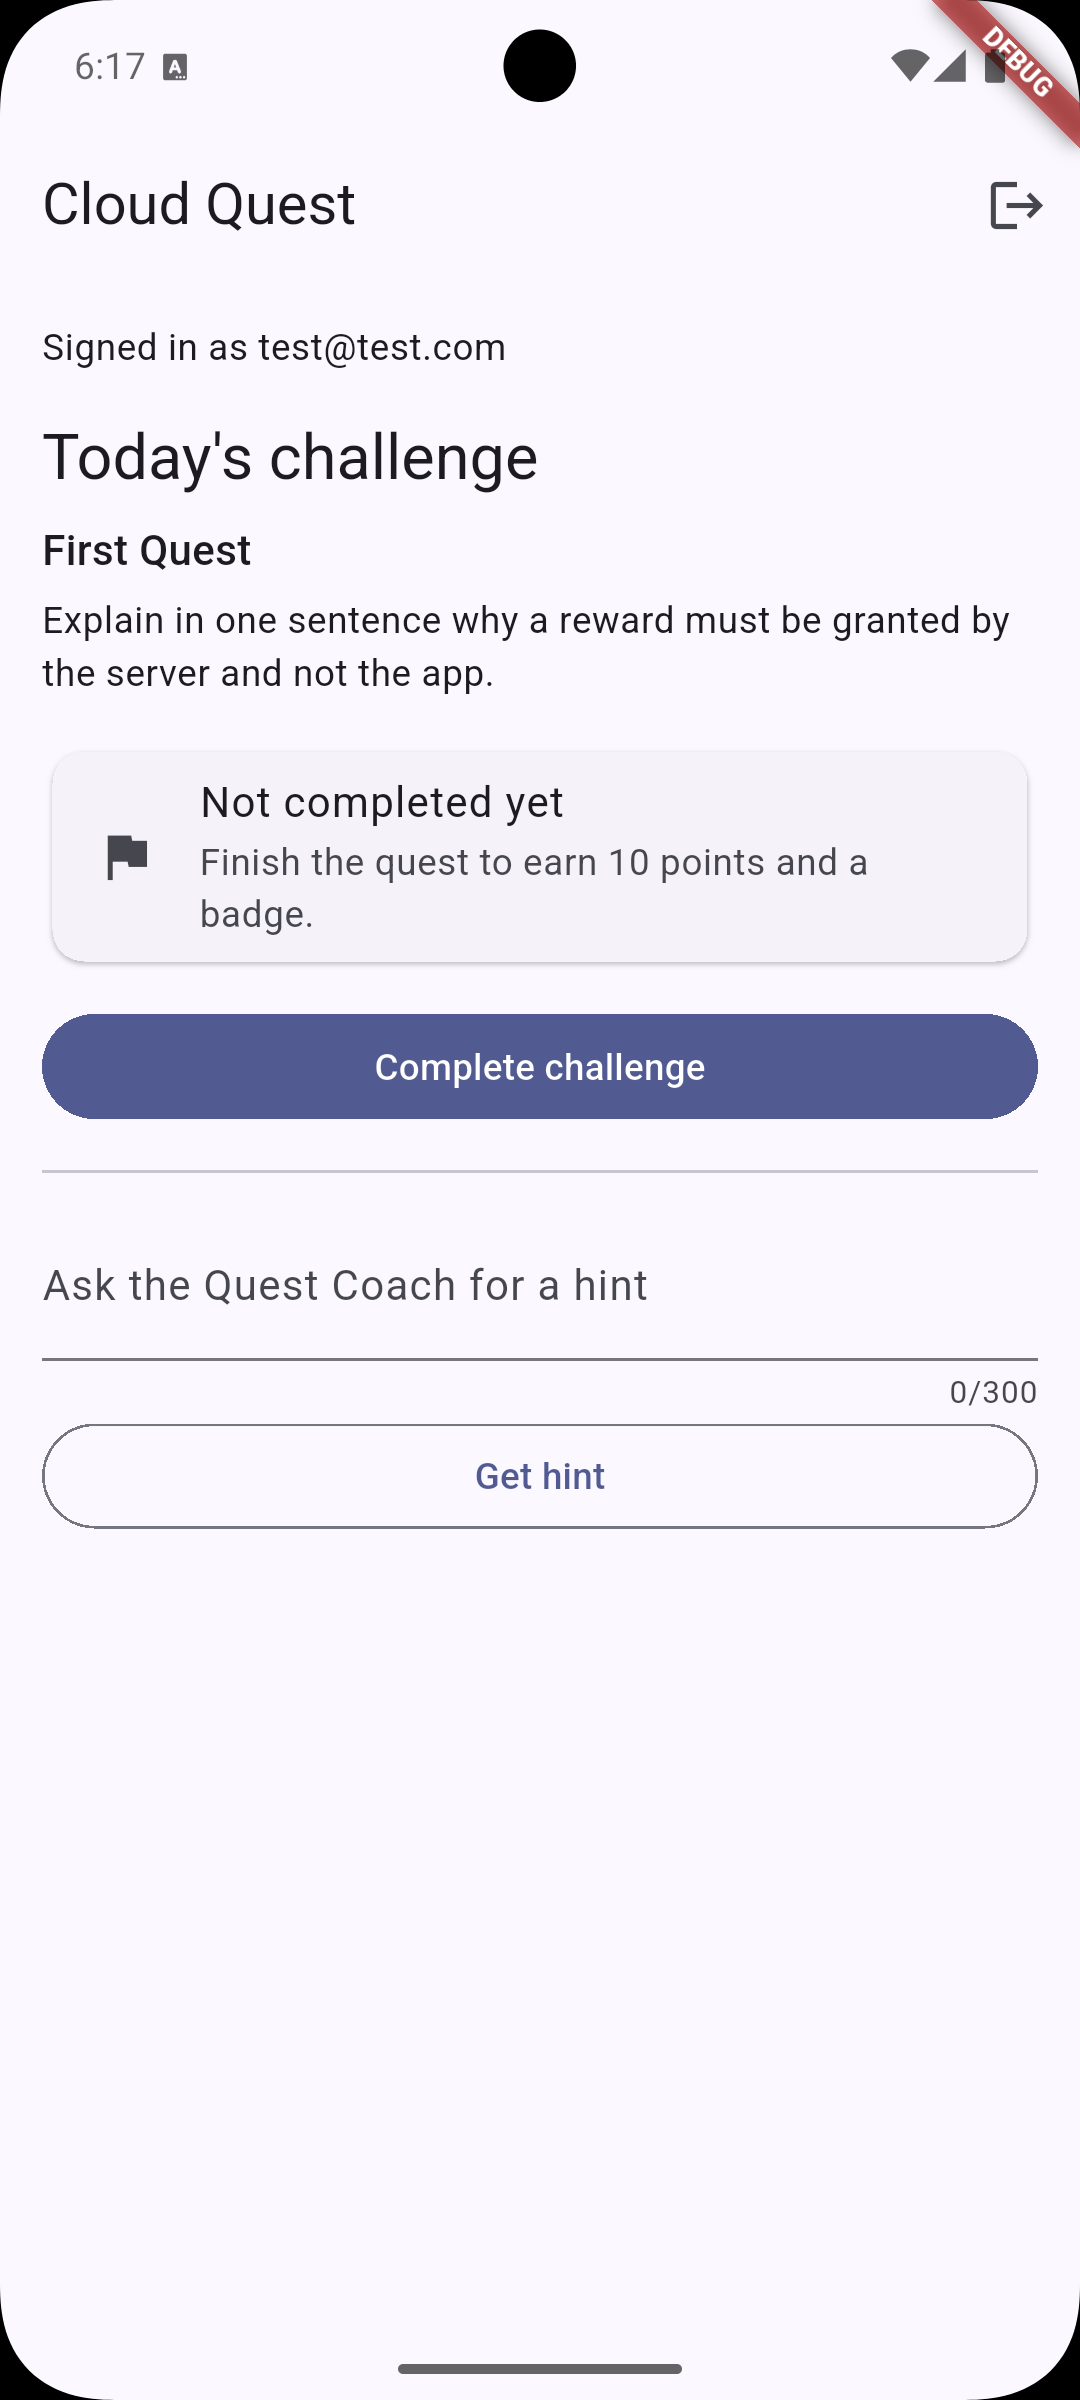 6:17
DEBUG
Cloud Quest
Signed in as test@test.com
Today's challenge
First Quest
Explain in one sentence why a reward must be granted by
the server and not the app.
Not completed yet
Finish the quest to earn 10 points and a
badge.
Complete challenge
Ask the Quest Coach for a hint
0/300
Get hint